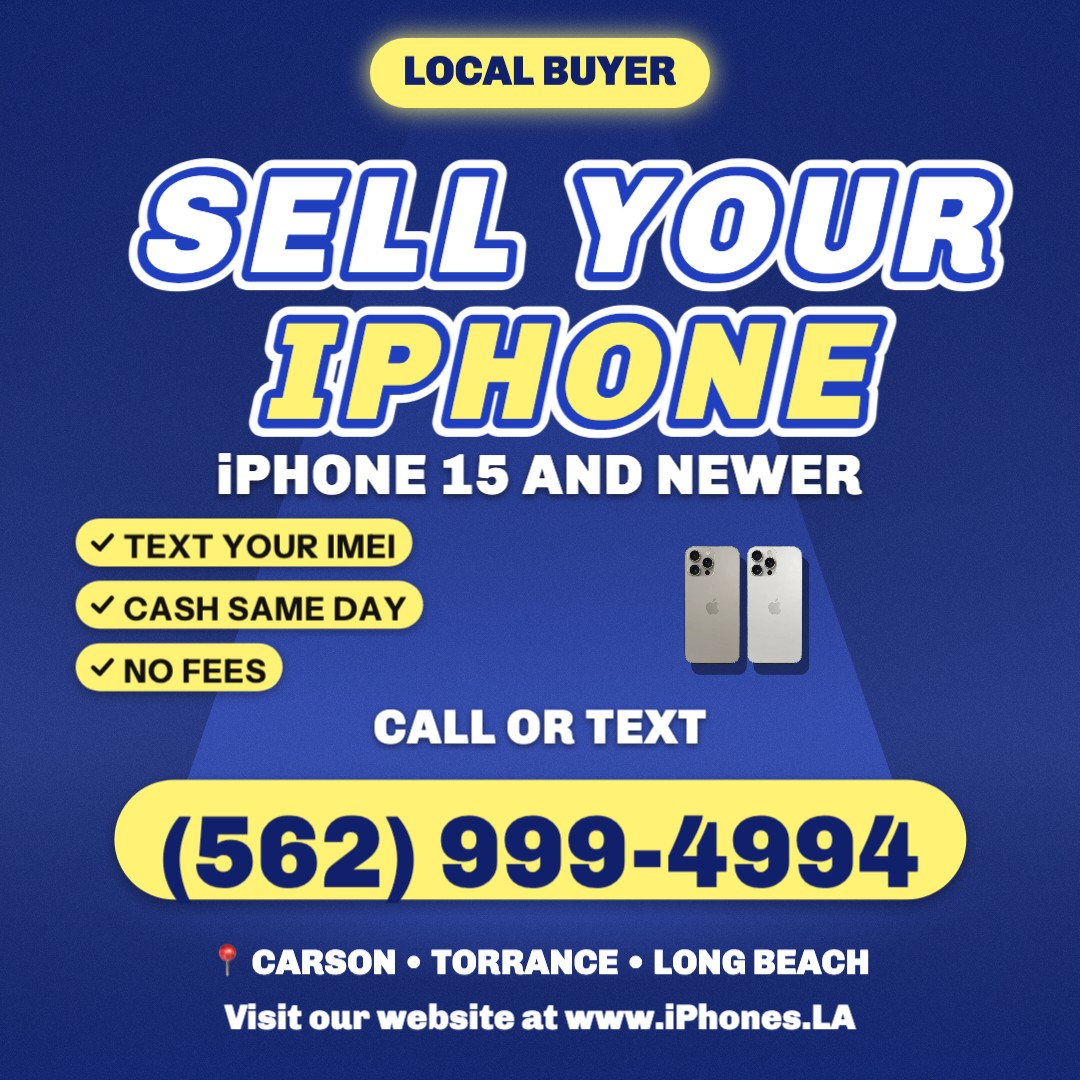 LOCAL BUYER
SELL YOUR
IPHONE
iPHONE 15 AND NEWER
✓ TEXT YOUR IMEI
✓ CASH SAME DAY
✓ NO FEES
CALL OR TEXT
(562) 999-4994
📍 CARSON • TORRANCE • LONG BEACH
Visit our website at www.iPhones.LA